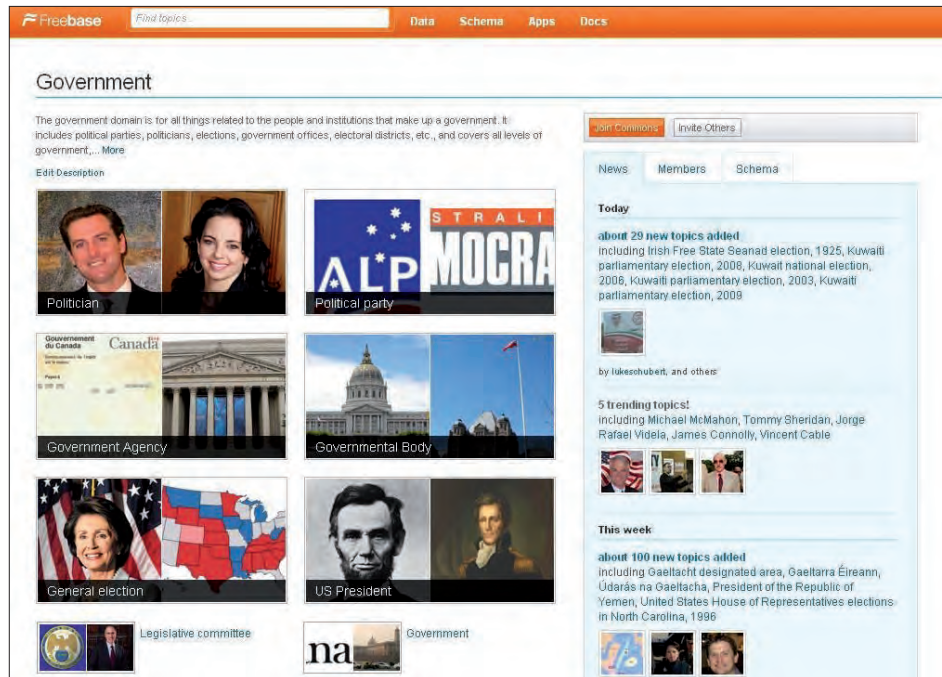 Freebase
Find topics...
Data Schema Apps Docs
Government
The government domain is for all things related to the people and institutions that make up a government. It
includes political parties, politicians, elections, government offices, electoral districts, etc., and covers all levels of
government,... More
Edit Description
ALP
STRALI
MOCRA
Politician
Political party
Gouvernement
du Canada
Canada
Government Agency
Governmental Body
General election
US President
Legislative committee
na
Government
Join Commons Invite Others
News Members Schema
Today
about 29 new topics added
including Irish Free State Seanad election, 1925, Kuwaiti
parliamentary election, 2008, Kuwait national election,
2006, Kuwaiti parliamentary election, 2003, Kuwaiti
parliamentary election, 2009
by lukeschubert, and others
5 trending topics!
including Michael McMahon, Tommy Sheridan, Jorge
Rafael Videla, James Connolly, Vincent Cable
This week
about 100 new topics added
including Gaeltacht designated area, Gaeltarra Éireann,
Údarás na Gaeltachta, President of the Republic of
Yemen, United States House of Representatives elections
in North Carolina, 1996